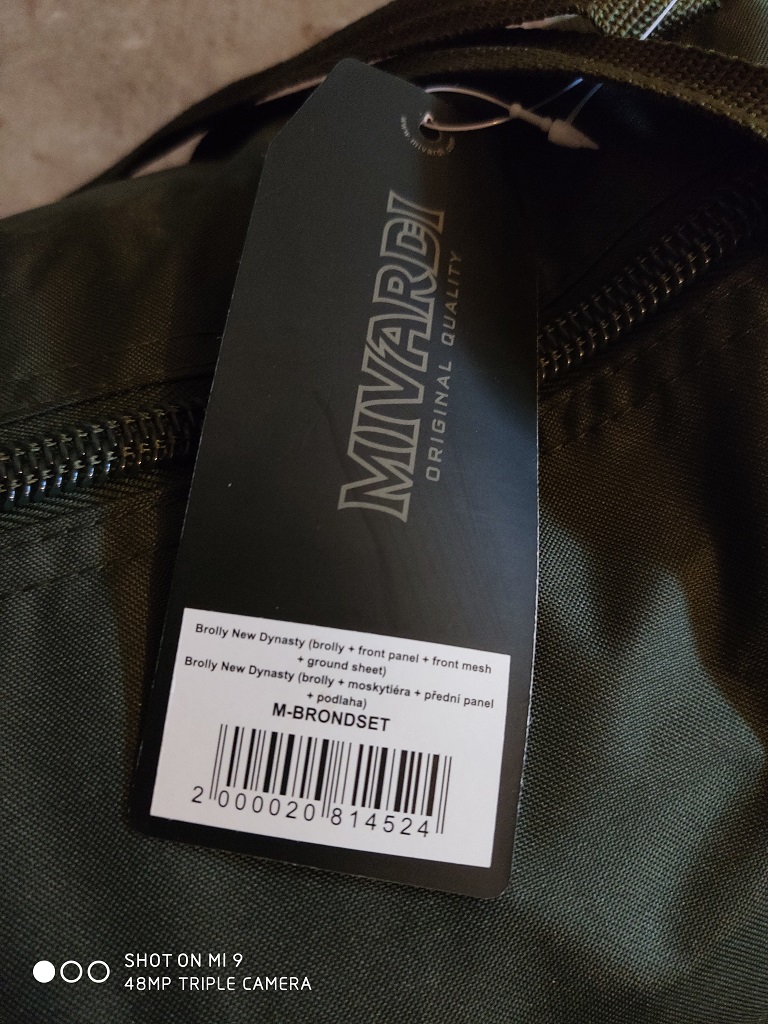 www.mivardi.com
MIVARDI
ORIGINAL QUALITY
Brolly New Dynasty (brolly + front panel + front mesh
+ ground sheet)
Brolly New Dynasty (brolly + moskytiéra + přední panel
+ podlaha)
M-BRONDSET
2 000020 814524
SHOT ON MI 9
48MP TRIPLE CAMERA